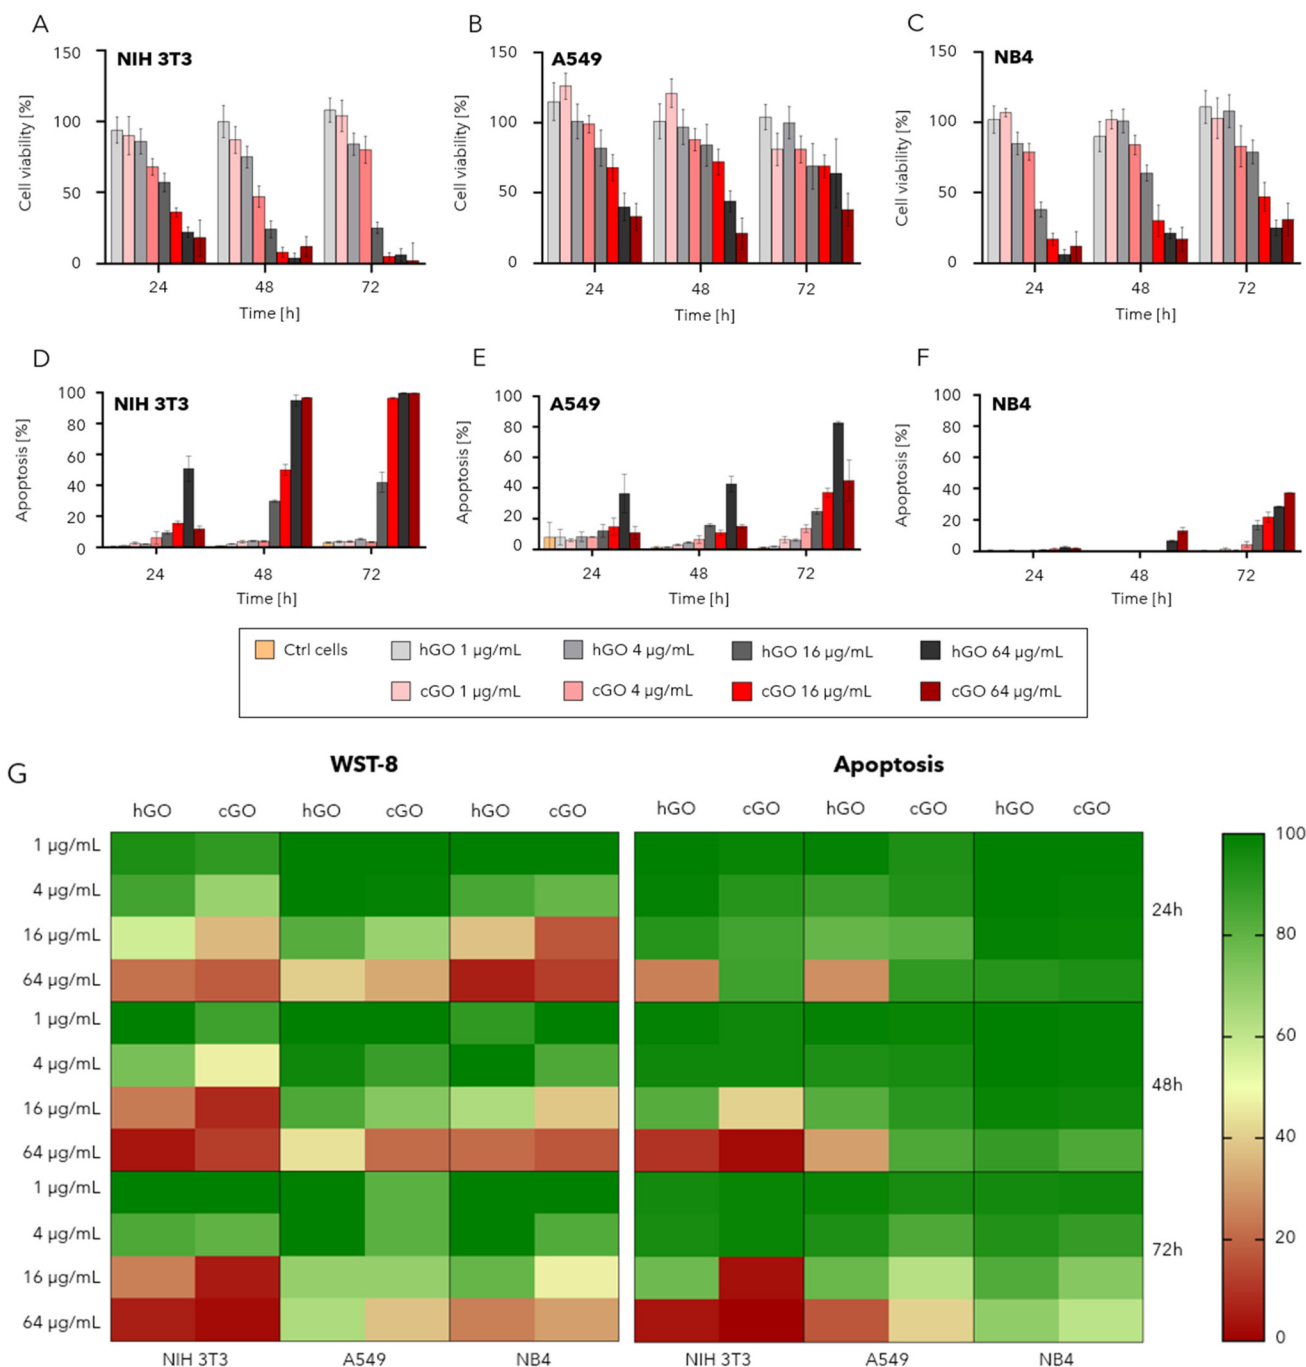 A
NIH 3T3
Cell viability [%]
150
100
50
0
24 48 72
Time [h]
B
A549
Cell viability [%]
150
100
50
0
24 48 72
Time [h]
C
NB4
Cell viability [%]
150
100
50
0
24 48 72
Time [h]
D
NIH 3T3
Apoptosis [%]
100
80
60
40
20
0
24 48 72
Time [h]
E
A549
Apoptosis [%]
100
80
60
40
20
0
24 48 72
Time [h]
F
NB4
Apoptosis [%]
100
80
60
40
20
0
24 48 72
Time [h]
Ctrl cells hGO 1 µg/mL hGO 4 µg/mL hGO 16 µg/mL hGO 64 µg/mL
cGO 1 µg/mL cGO 4 µg/mL cGO 16 µg/mL cGO 64 µg/mL
G
WST-8 Apoptosis
hGO cGO hGO cGO hGO cGO hGO cGO hGO cGO hGO cGO
1 µg/mL
4 µg/mL
16 µg/mL
64 µg/mL
24h
1 µg/mL
4 µg/mL
16 µg/mL
64 µg/mL
48h
1 µg/mL
4 µg/mL
16 µg/mL
64 µg/mL
72h
NIH 3T3 A549 NB4 NIH 3T3 A549 NB4
100
80
60
40
20
0